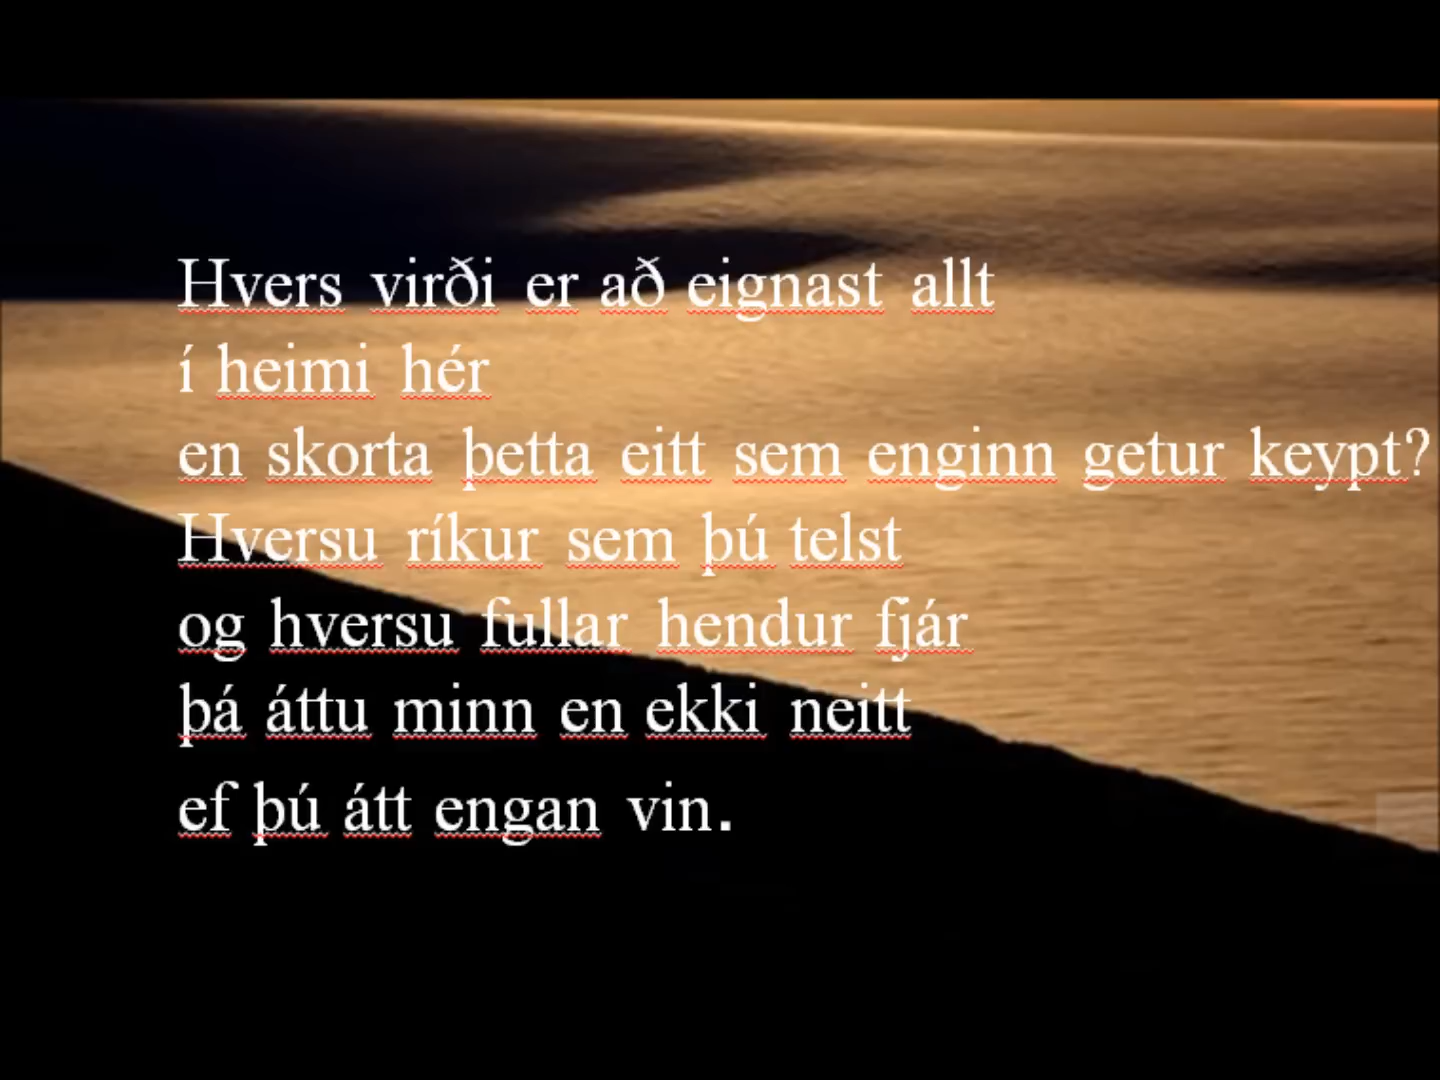 Hvers virði er að eignast allt
í heimi hér
en skorta þetta eitt sem enginn getur keypt?
Hversu ríkur sem þú telst
og hversu fullar hendur fjár
þá áttu minn en ekki neitt
ef þú átt engan vin.